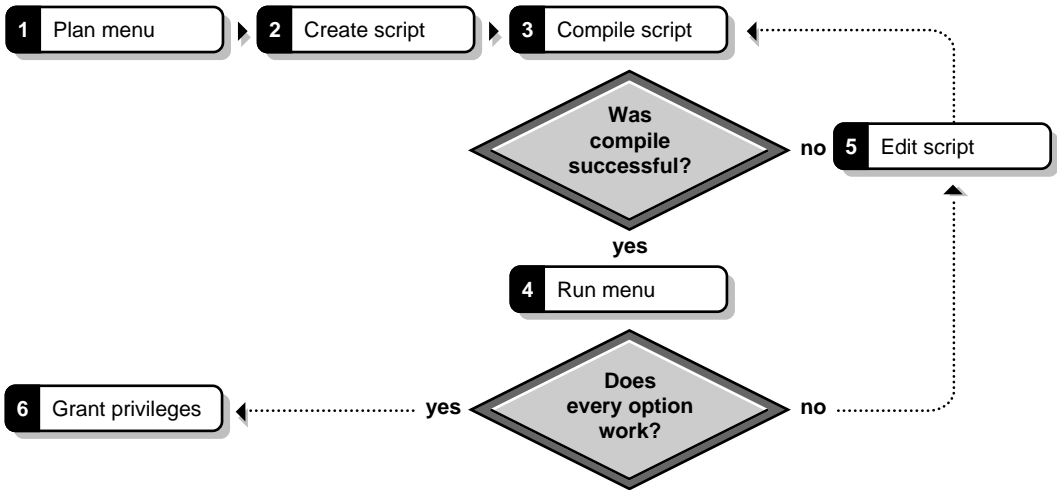 1 Plan menu
2 Create script
3 Compile script
Was
compile
successful?
no
5 Edit script
yes
4 Run menu
Does
every option
work?
yes
no
6 Grant privileges